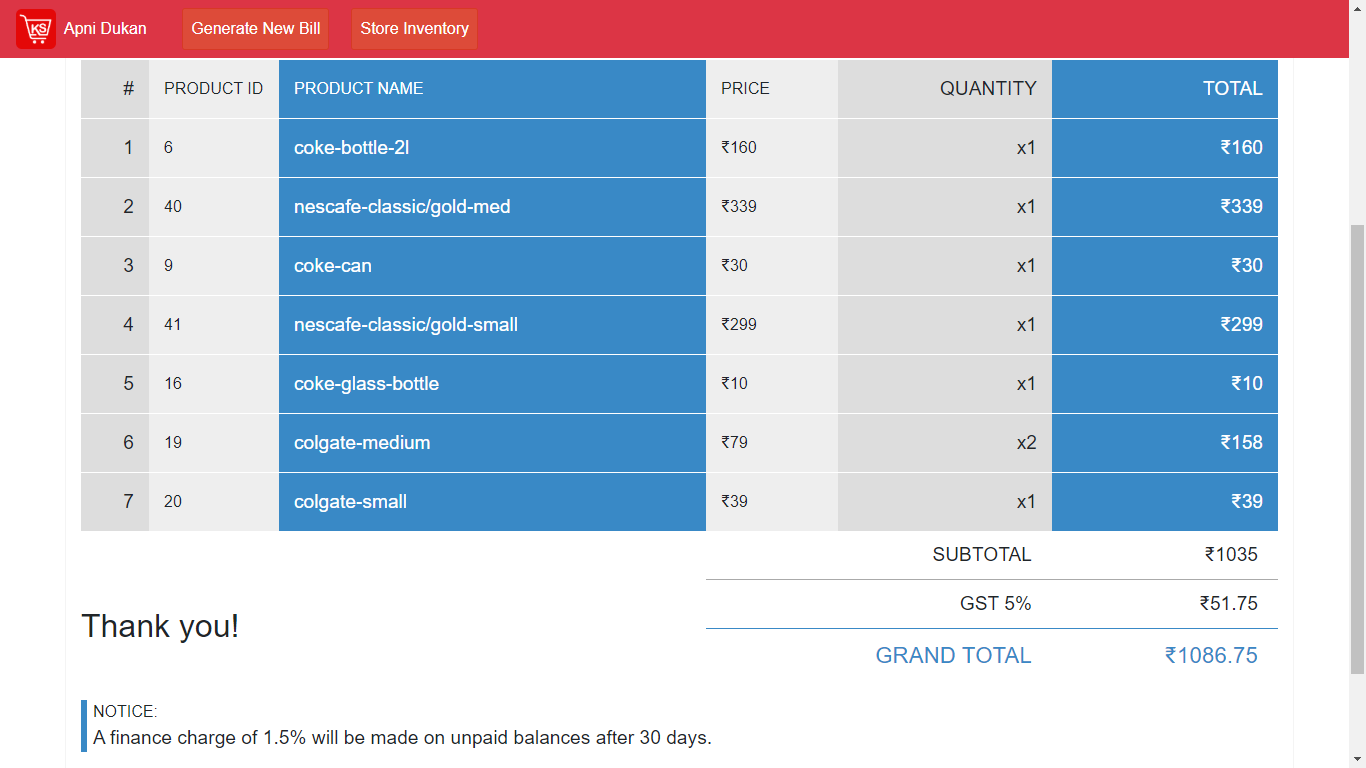 KS Apni Dukan Generate New Bill Store Inventory
# PRODUCT ID PRODUCT NAME PRICE QUANTITY TOTAL
1 6 coke-bottle-2l ₹160 x1 ₹160
2 40 nescafe-classic/gold-med ₹339 x1 ₹339
3 9 coke-can ₹30 x1 ₹30
4 41 nescafe-classic/gold-small ₹299 x1 ₹299
5 16 coke-glass-bottle ₹10 x1 ₹10
6 19 colgate-medium ₹79 x2 ₹158
7 20 colgate-small ₹39 x1 ₹39
SUBTOTAL ₹1035
GST 5% ₹51.75
Thank you!
GRAND TOTAL ₹1086.75
NOTICE:
A finance charge of 1.5% will be made on unpaid balances after 30 days.